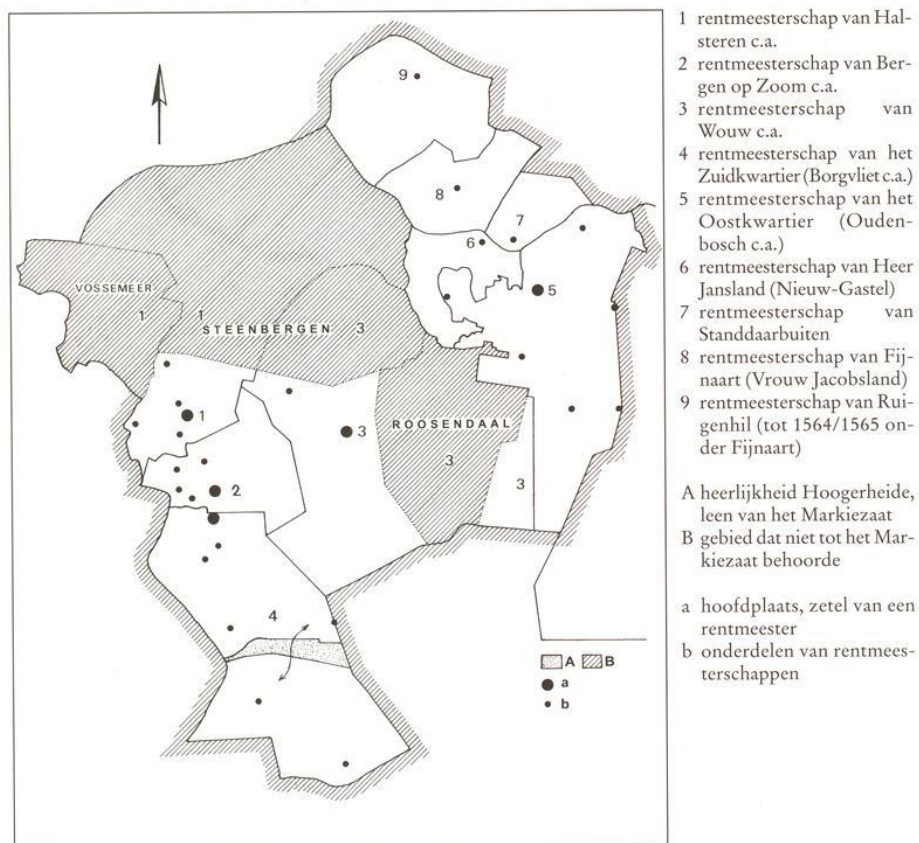 9
8
7
6
5
VOSSEMEER
1
1
STEENBERGEN
3
1
3
ROOSENDAAL
3
3
2
4
A B
a
b
1 rentmeesterschap van Hal-
steren c.a.
2 rentmeesterschap van Ber-
gen op Zoom c.a.
3 rentmeesterschap van
Wouw c.a.
4 rentmeesterschap van het
Zuidkwartier (Borgvliet c.a.)
5 rentmeesterschap van het
Oostkwartier (Ouden-
bosch c.a.)
6 rentmeesterschap van Heer
Jansland (Nieuw-Gastel)
7 rentmeesterschap van
Standdaarbuiten
8 rentmeesterschap van Fij-
naart (Vrouw Jacobsland)
9 rentmeesterschap van Rui-
genhil (tot 1564/1565 on-
der Fijnaart)
A heerlijkheid Hoogerheide,
leen van het Markiezaat
B gebied dat niet tot het Mar-
kiezaat behoorde
a hoofdplaats, zetel van een
rentmeester
b onderdelen van rentmees-
terschappen